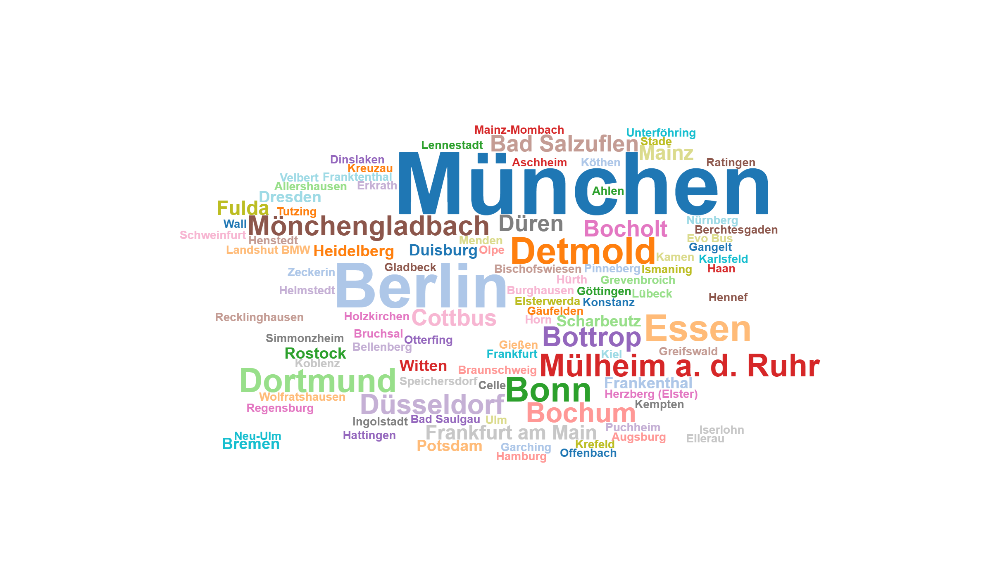 Mainz-Mombach
Unterföhring
Stade
Lennestadt
Bad Salzuflen
Mainz
Dinslaken
Aschheim
Köthen
Ratingen
Kreuzau
Velbert
Franktenthal
München
Allershausen
Erkrath
Ahlen
Dresden
Fulda
Tutzing
Wall
Mönchengladbach
Düren
Bocholt
Nürnberg
Berchtesgaden
Schweinfurt
Henstedt
Menden
Evo Bus
Landshut BMW
Heidelberg
Duisburg
Olpe
Detmold
Gangelt
Kamen
Karlsfeld
Gladbeck
Zeckerin
Berlin
Bischofswiesen
Pinneberg
Ismaning
Haan
Hürth
Grevenbroich
Helmstedt
Burghausen
Göttingen
Lübeck
Hennef
Elsterwerda
Konstanz
Gäufelden
Recklinghausen
Holzkirchen
Cottbus
Horn
Scharbeutz
Essen
Bruchsal
Simmonzheim
Otterfing
Bottrop
Bellenberg
Gießen
Rostock
Frankfurt
Kiel
Greifswald
Koblenz
Witten
Braunschweig
Mülheim a. d. Ruhr
Dortmund
Speichersdorf
Celle
Bonn
Frankenthal
Wolfratshausen
Herzberg (Elster)
Regensburg
Düsseldorf
Kempten
Bochum
Ingolstadt
Bad Saulgau
Ulm
Puchheim
Iserlohn
Neu-Ulm
Hattingen
Frankfurt am Main
Augsburg
Ellerau
Bremen
Potsdam
Garching
Krefeld
Hamburg
Offenbach